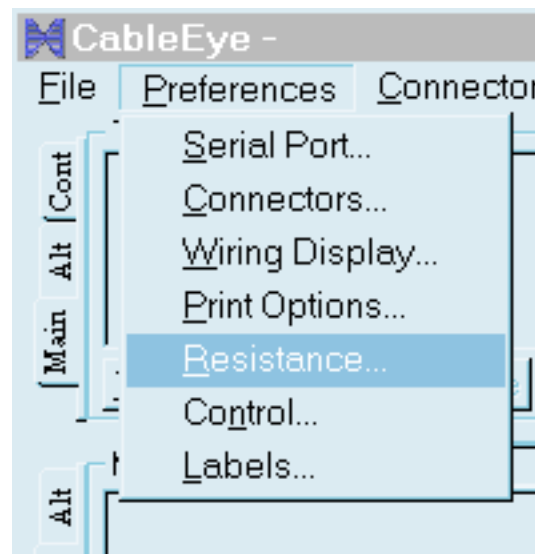 CableEye -
File Preferences Connector
Serial Port...
Connectors...
Wiring Display...
Print Options...
Resistance...
Control...
Labels...
Cont
Alt
Main
Alt